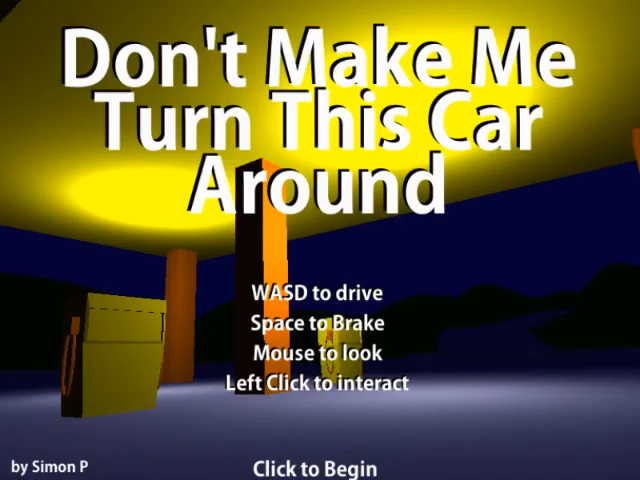 Don't Make Me
Turn This Car
Around
WASD to drive
Space to Brake
Mouse to look
Left Click to interact
by Simon P
Click to Begin